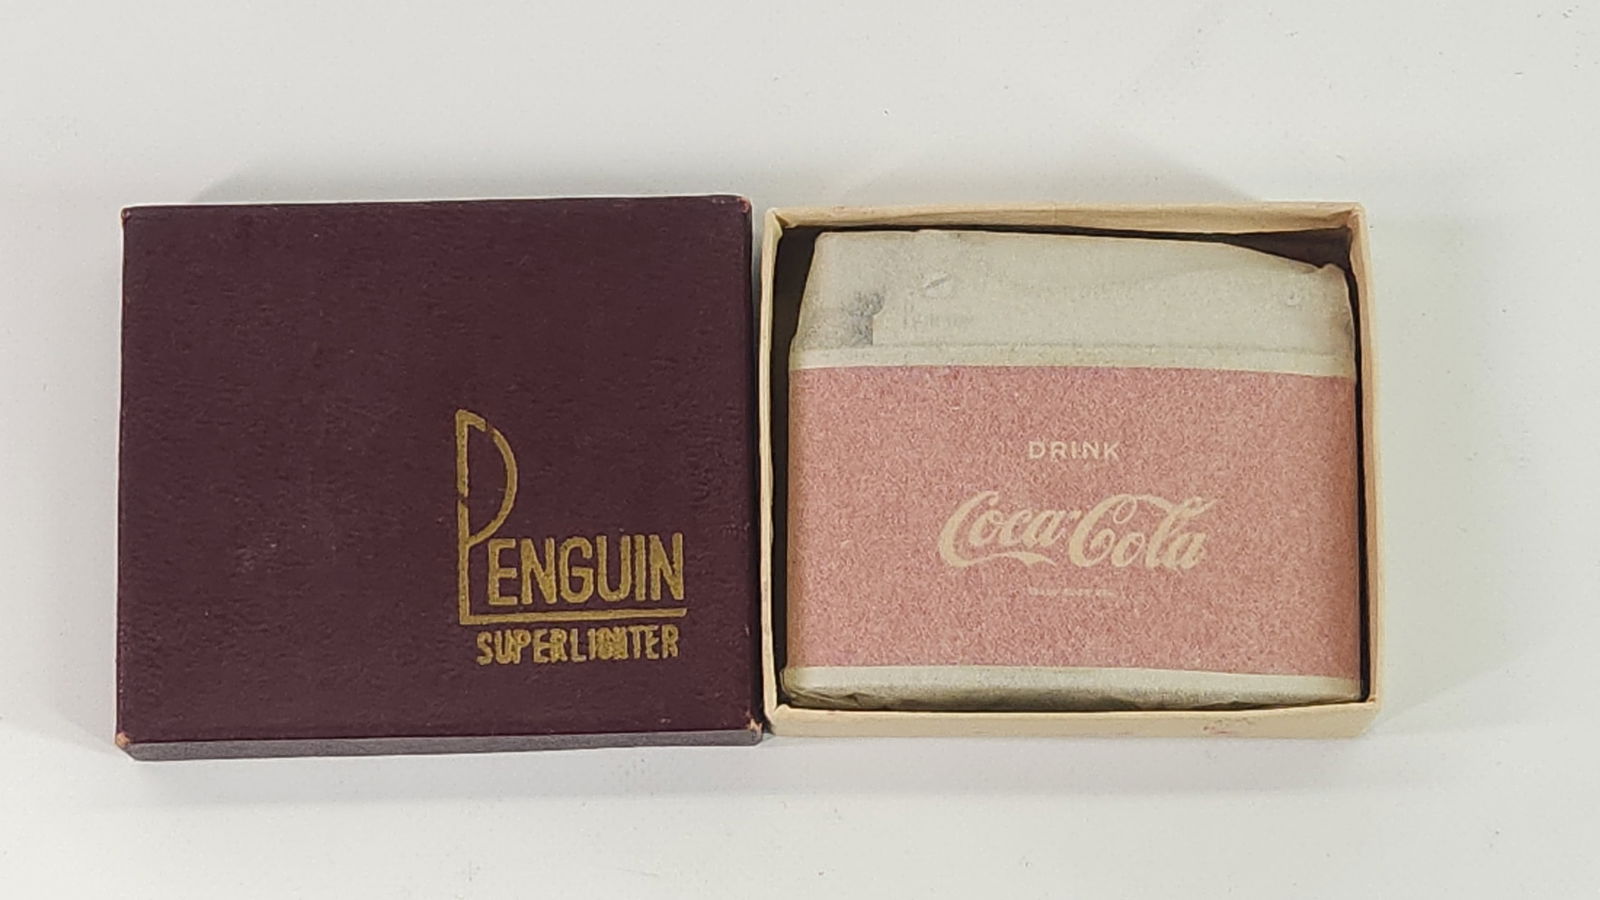 PENGUIN
SUPERLIGHTER
DRINK
Coca-Cola